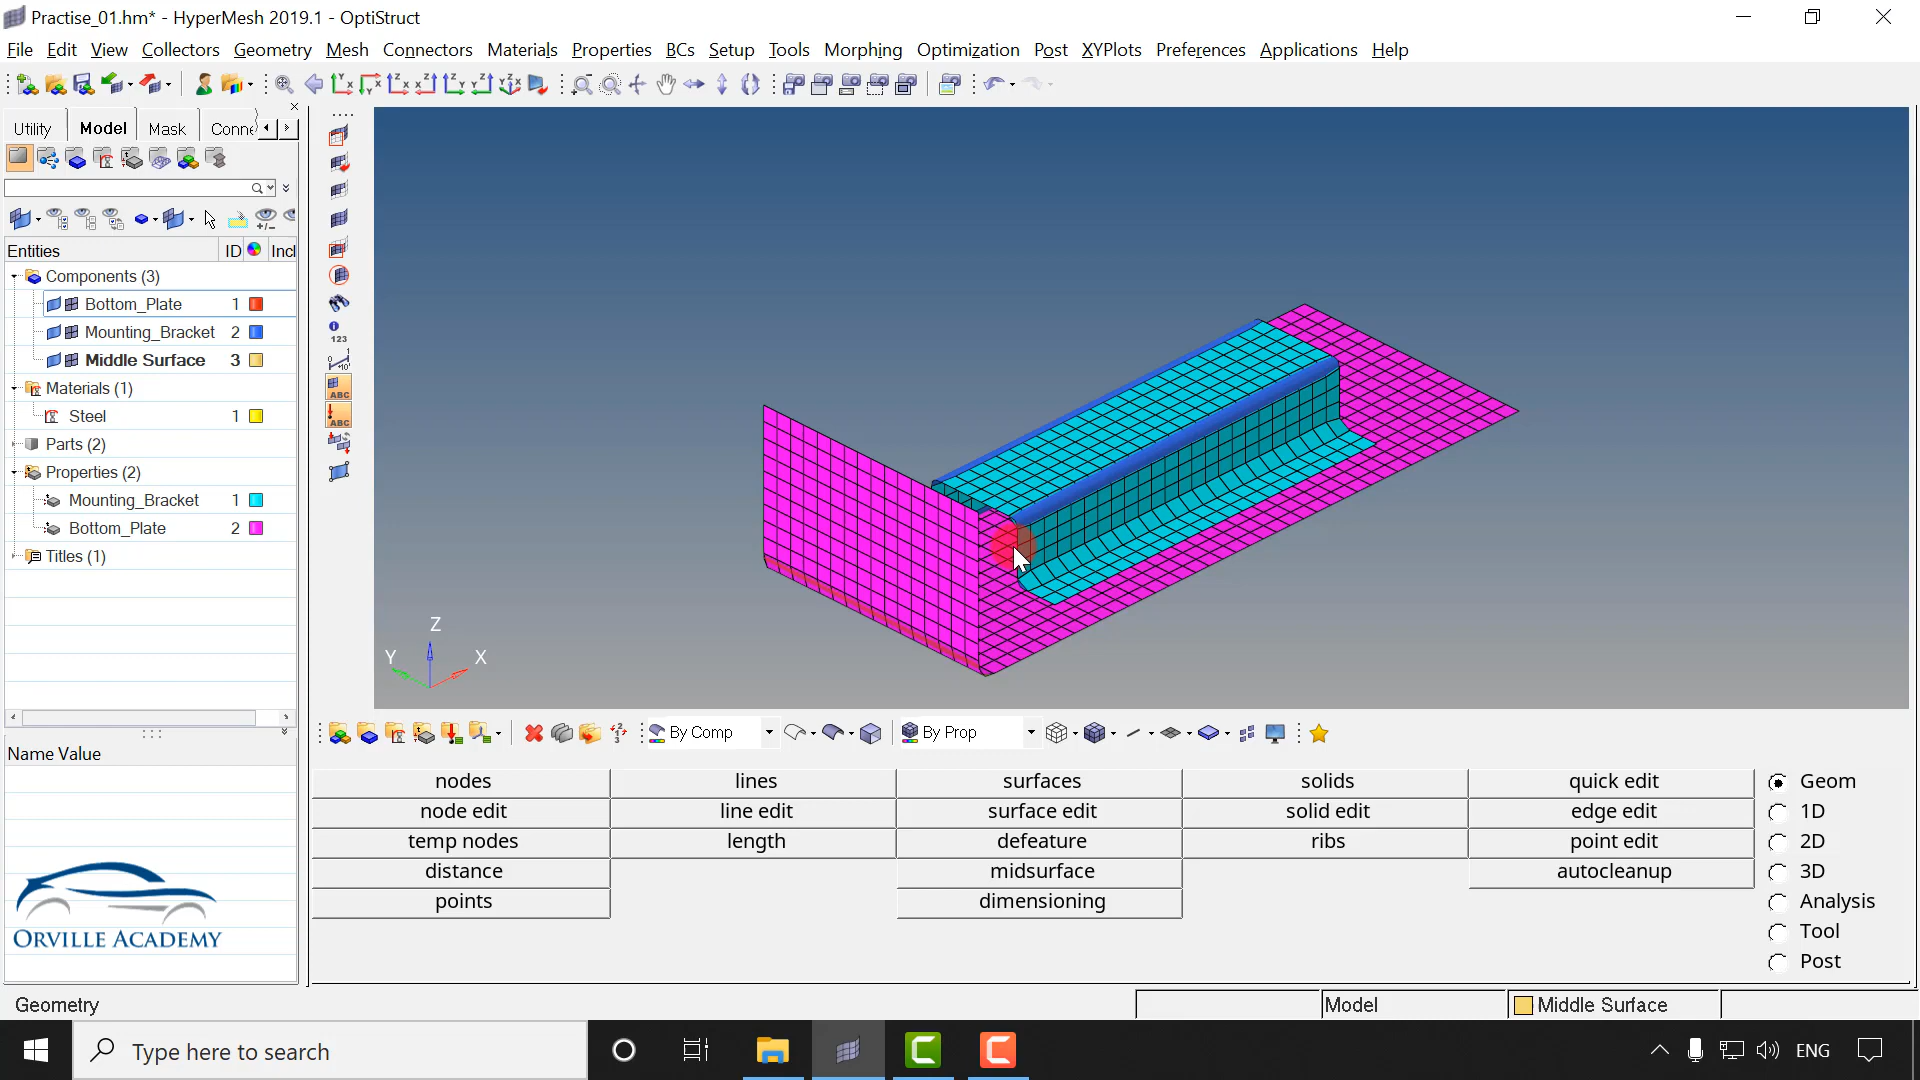 Practise_01.hm* - HyperMesh 2019.1 - OptiStruct
File Edit View Collectors Geometry Mesh Connectors Materials Properties BCs Setup Tools Morphing Optimization Post XYPlots Preferences Applications Help
Utility Model Mask Conne
Entities ID Incl
Components (3)
Bottom_Plate 1
Mounting_Bracket 2
Middle Surface 3
Materials (1)
Steel 1
Parts (2)
Properties (2)
Mounting_Bracket 1
Bottom_Plate 2
Titles (1)
Name Value
ORVILLE ACADEMY
123
ABC
ABC
Z
Y X
By Comp By Prop
nodes lines surfaces solids quick edit Geom
node edit line edit surface edit solid edit edge edit 1D
temp nodes length defeature ribs point edit 2D
distance midsurface autocleanup 3D
points dimensioning Analysis
Tool
Post
Geometry Model Middle Surface
Type here to search ENG